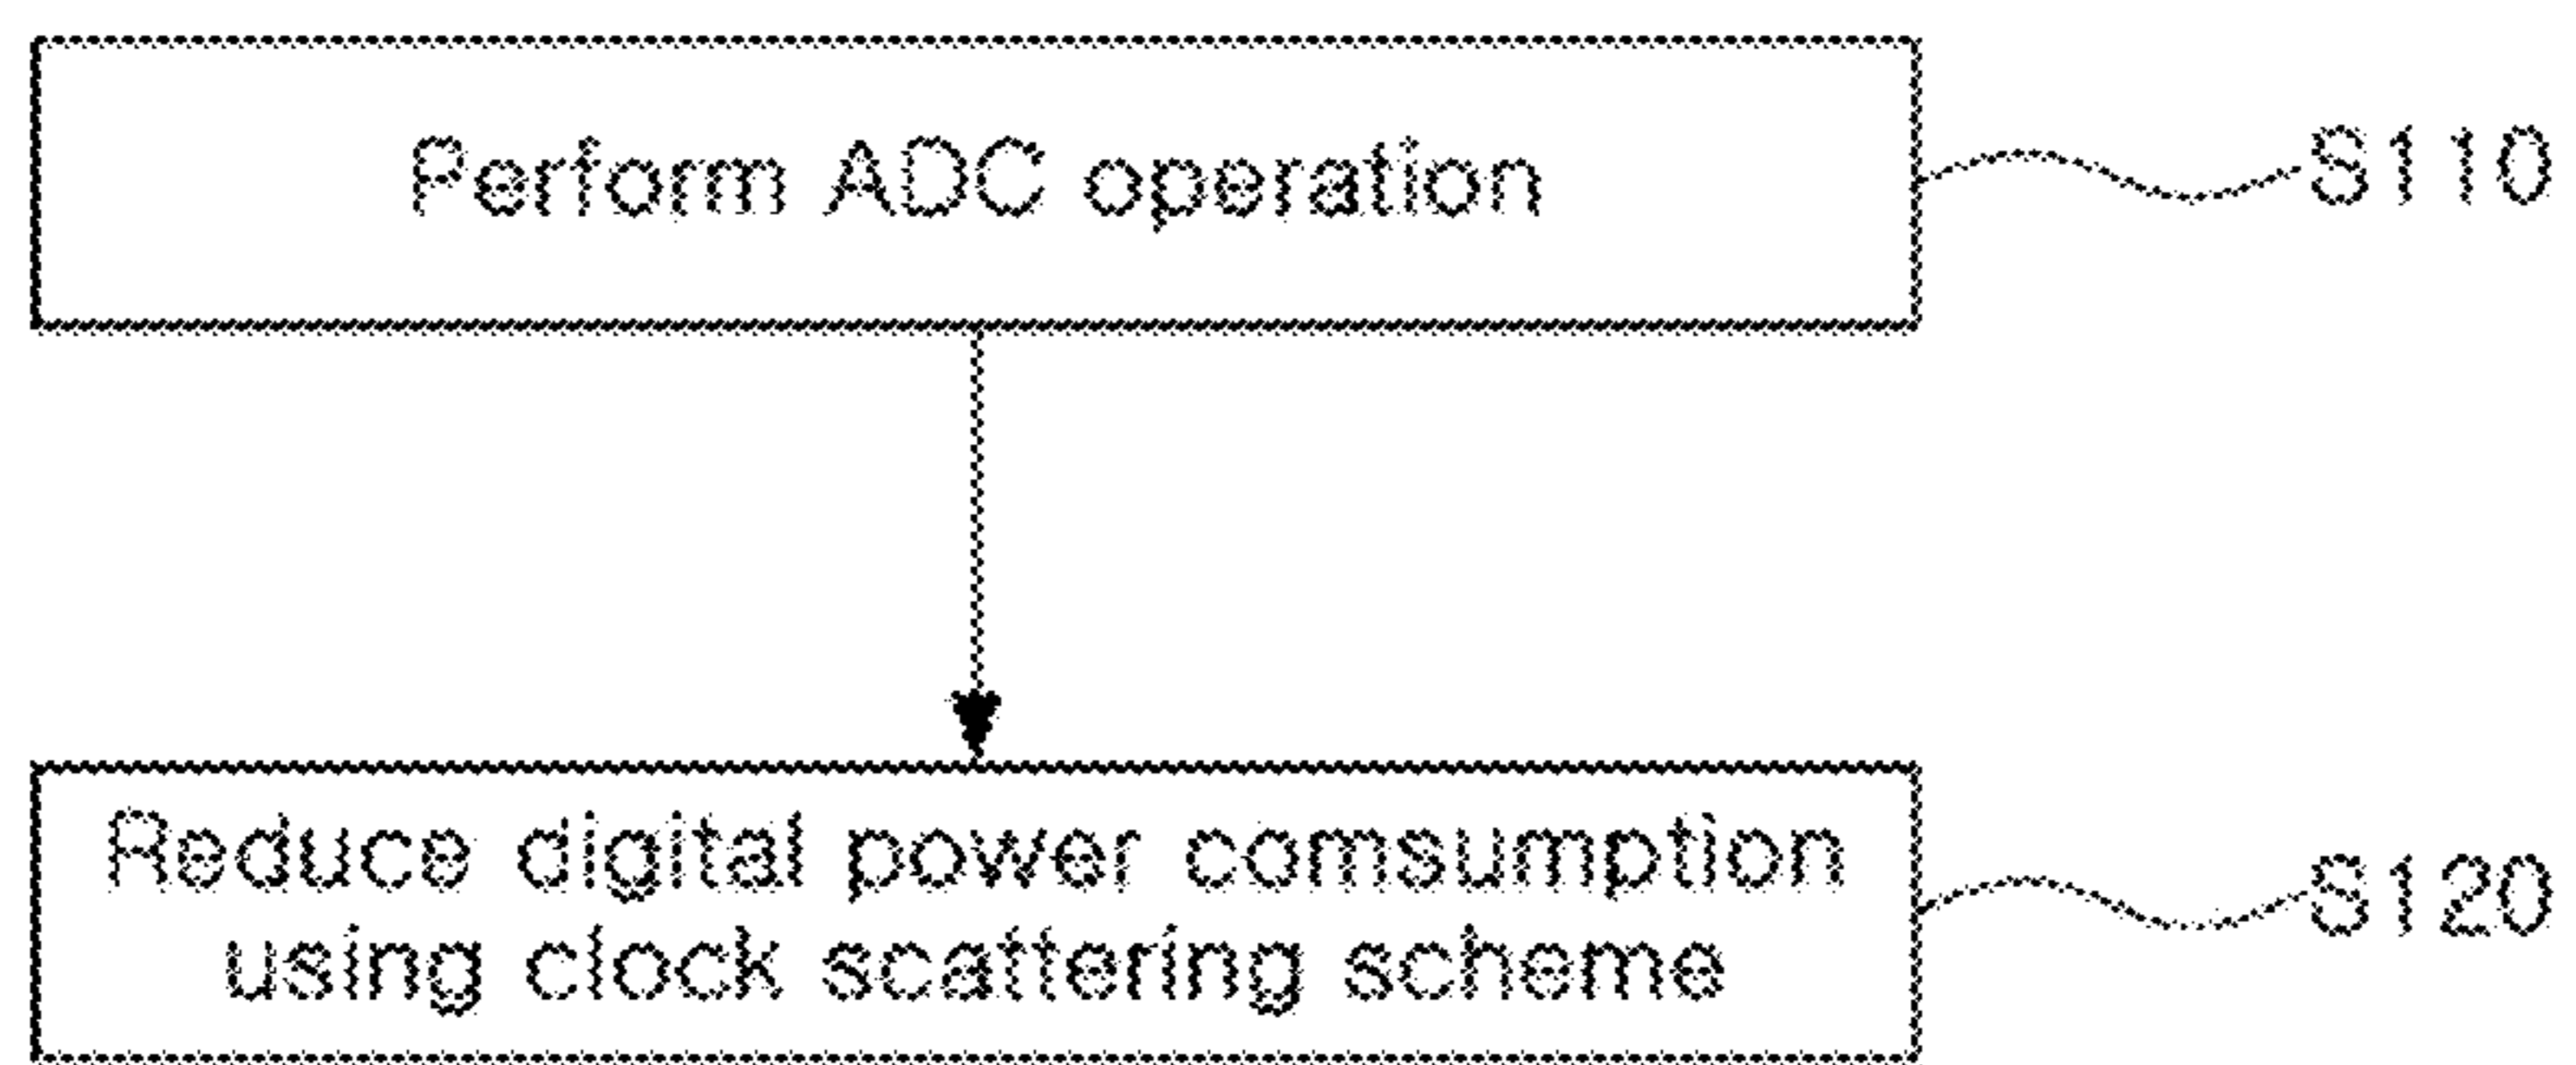 Perform ADC operation
S110
Reduce digital power comsumption
using clock scattering scheme
S120